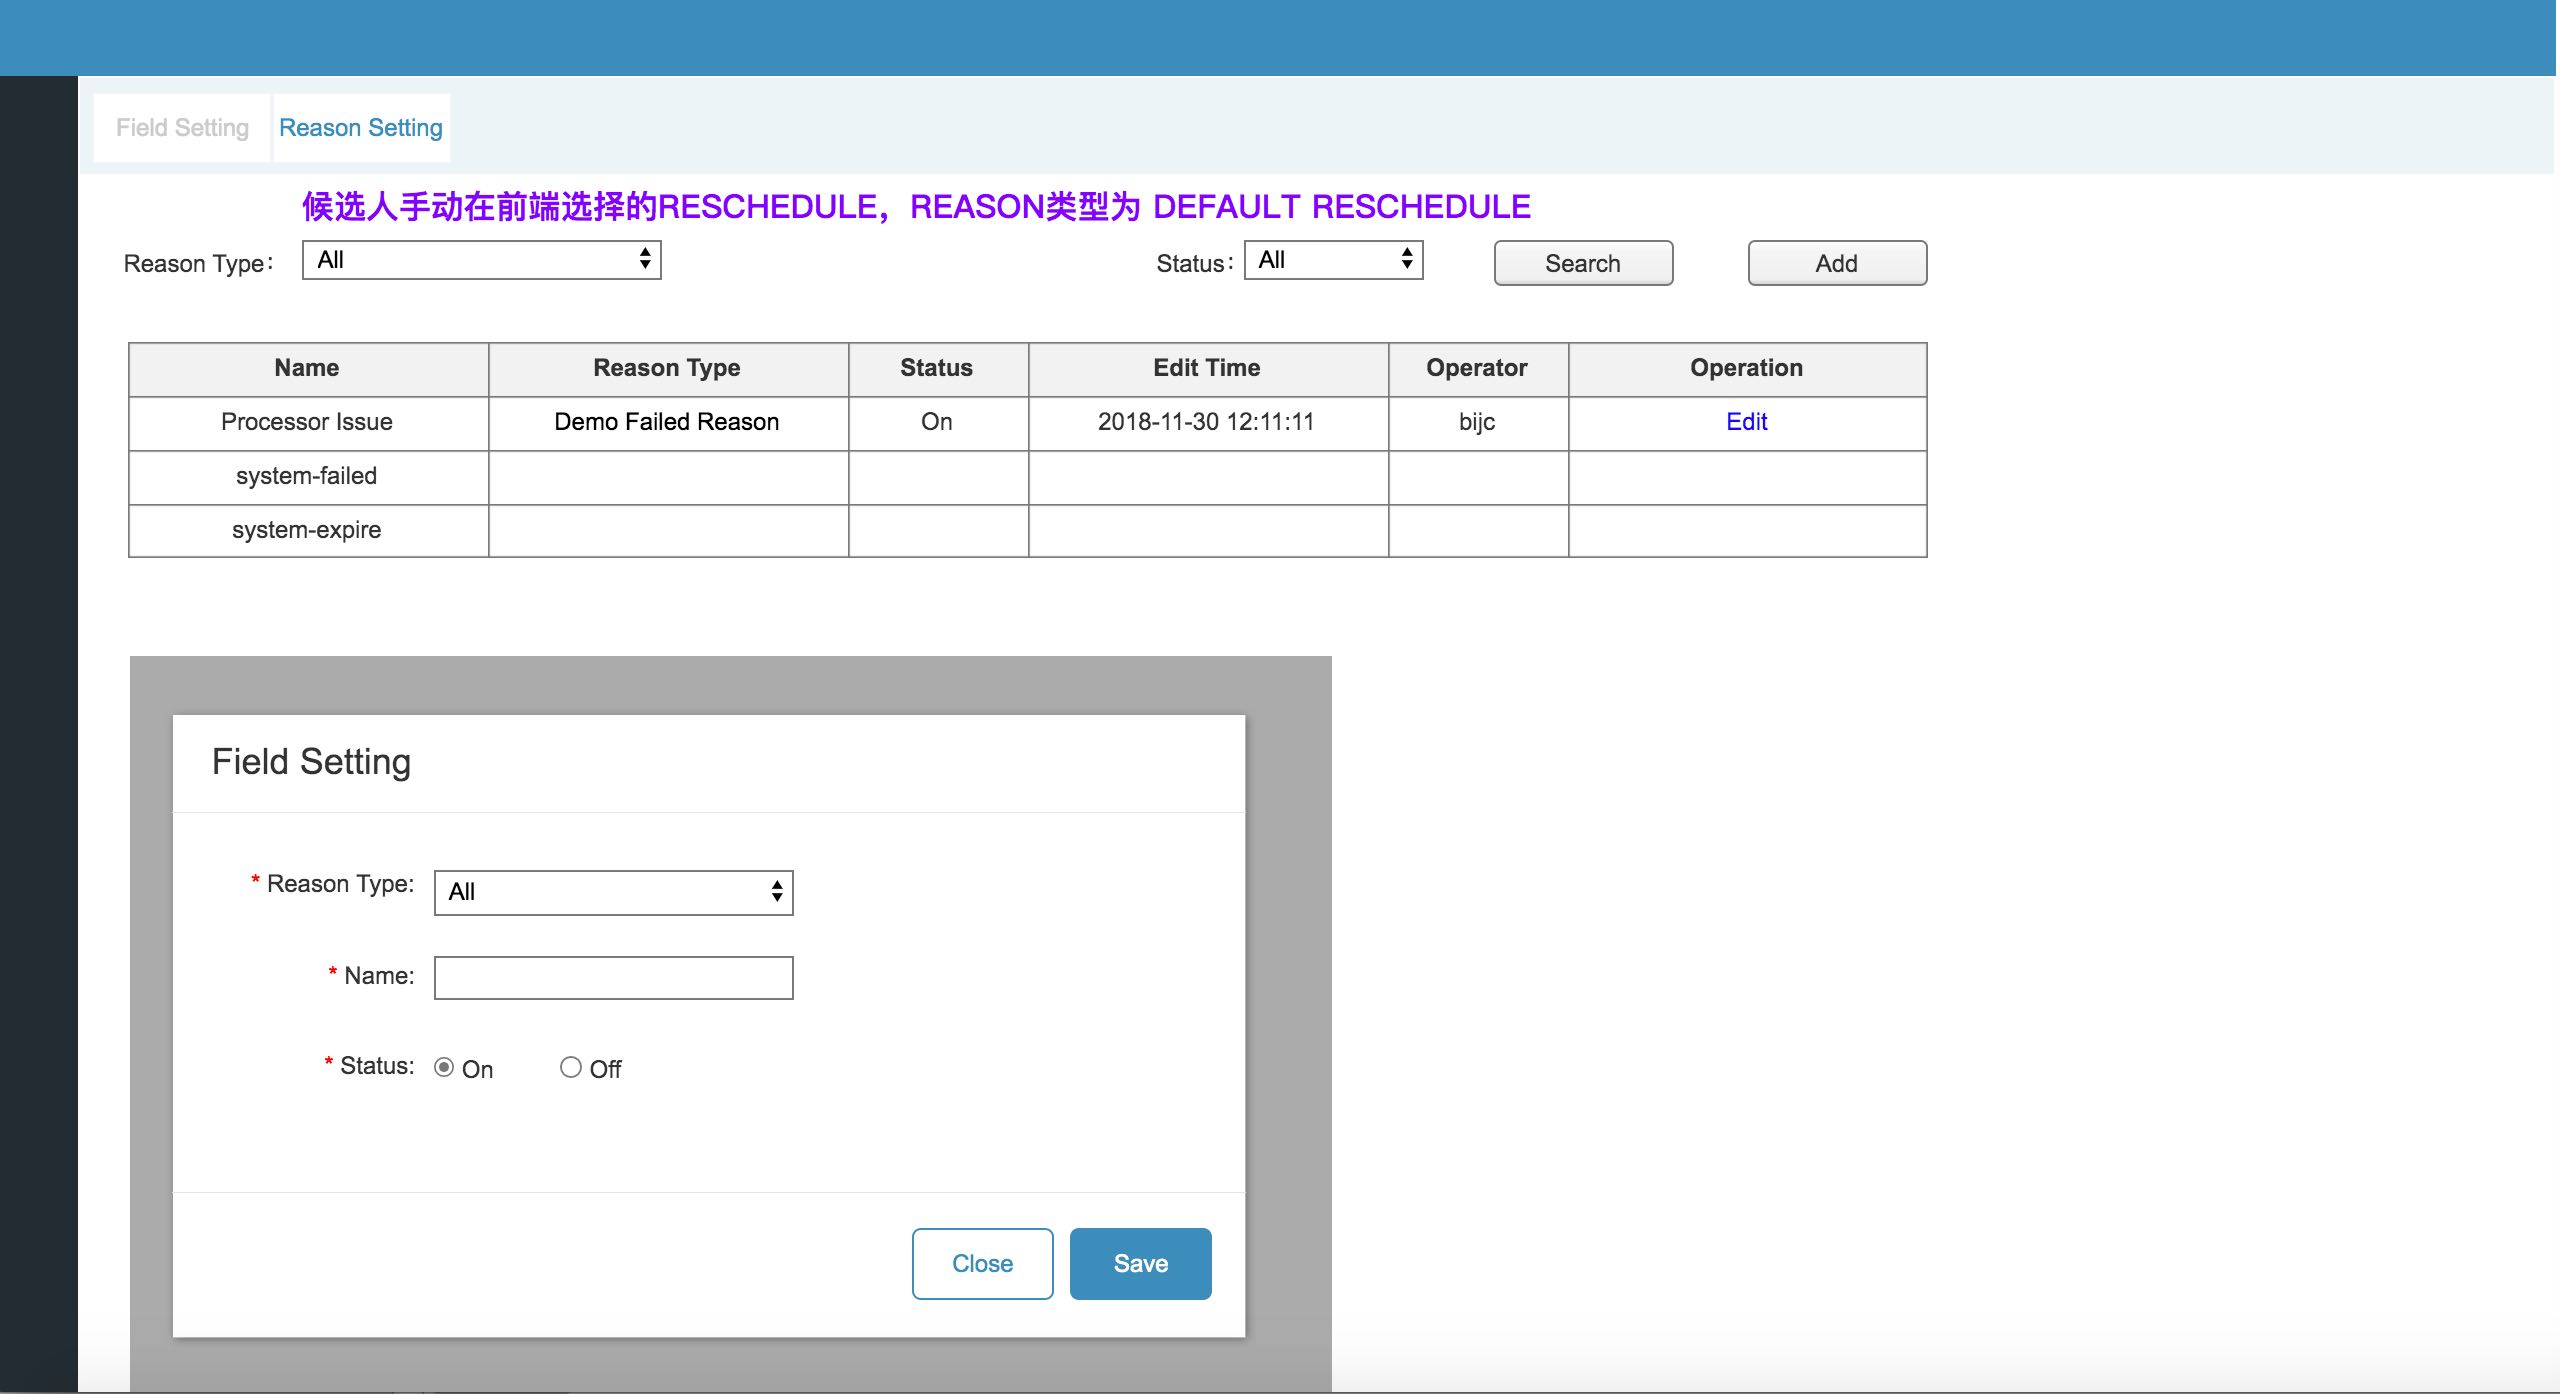 Field Setting Reason Setting
候选人手动在前端选择的RESCHEDULE，REASON类型为 DEFAULT RESCHEDULE
Reason Type： All Status： All Search Add
Name Reason Type Status Edit Time Operator Operation
Processor Issue Demo Failed Reason On 2018-11-30 12:11:11 bijc Edit
system-failed
system-expire
Field Setting
* Reason Type: All
* Name:
* Status: On Off
Close Save